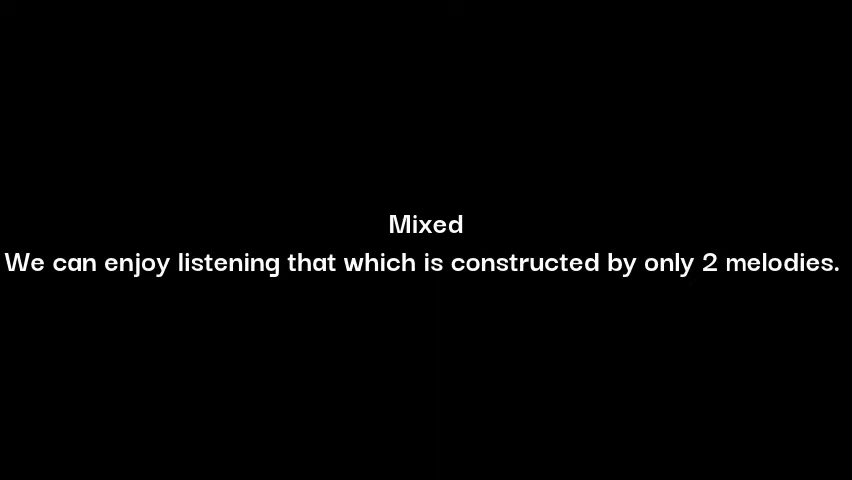 Mixed
We can enjoy listening that which is constructed by only 2 melodies.